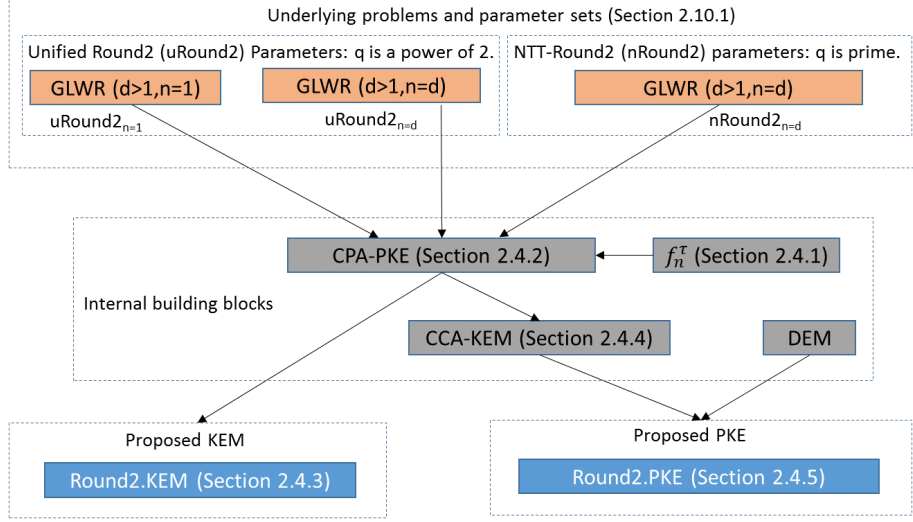 Underlying problems and parameter sets (Section 2.10.1)
Unified Round2 (uRound2) Parameters: q is a power of 2.
NTT-Round2 (nRound2) parameters: q is prime.
GLWR (d>1,n=1)
GLWR (d>1,n=d)
GLWR (d>1,n=d)
uRound2n=1
uRound2n=d
nRound2n=d
CPA-PKE (Section 2.4.2)
𝑓𝑛𝜏 (Section 2.4.1)
Internal building blocks
CCA-KEM (Section 2.4.4)
DEM
Proposed KEM
Proposed PKE
Round2.KEM (Section 2.4.3)
Round2.PKE (Section 2.4.5)